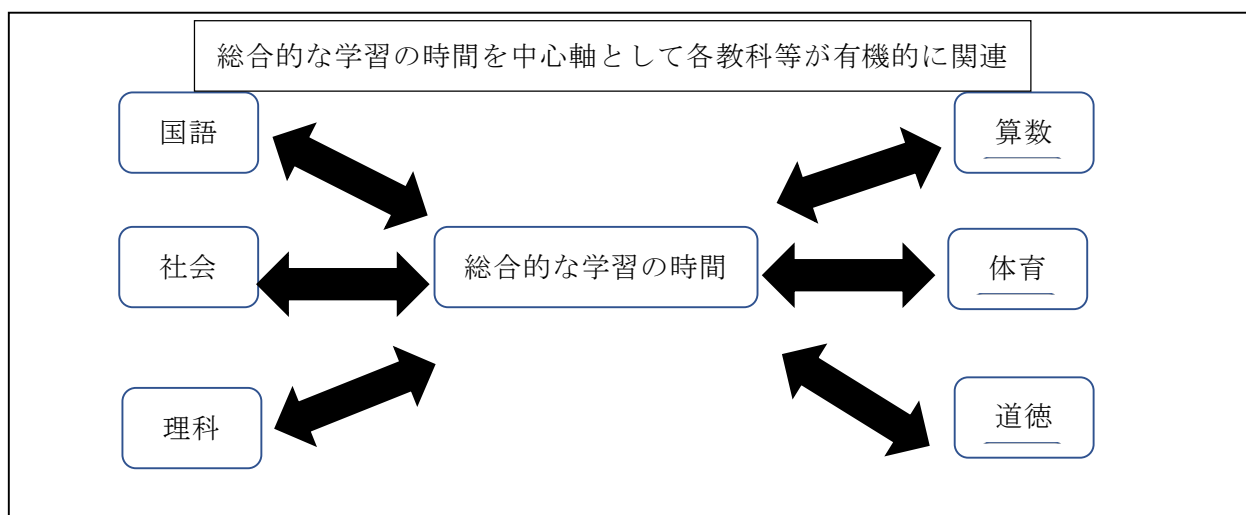 総合的な学習の時間を中心軸として各教科等が有機的に関連
国語
算数
社会
総合的な学習の時間
体育
理科
道徳